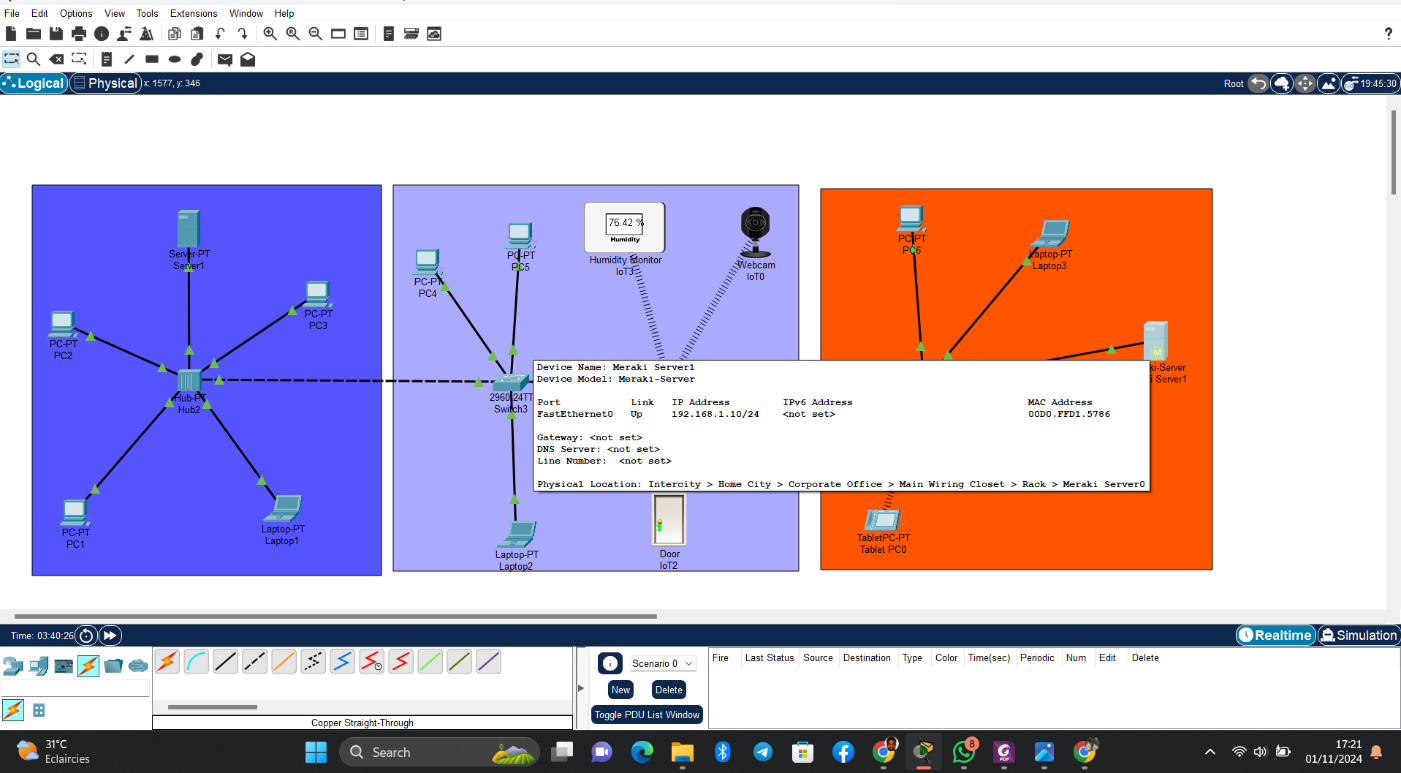 File Edit Options View Tools Extensions Window Help
?
Logical Physical x: 1577, y: 346
Root 19:45:30
Server-PT
Server1
PC-PT
PC3
PC-PT
PC2
Hub-PT
Hub2
PC-PT
PC1
Laptop-PT
Laptop1
PC-PT
PC5
PC-PT
PC4
76.42 %
Humidity
Humidity Monitor
IoT3
Webcam
IoT0
2960-24TT
Switch3
Laptop-PT
Laptop2
Door
IoT2
PC-PT
PC6
Laptop-PT
Laptop3
M
ki-Server
i Server1
TabletPC-PT
Tablet PC0
Device Name: Meraki Server1
Device Model: Meraki-Server
Port Link IP Address IPv6 Address MAC Address
FastEthernet0 Up 192.168.1.10/24 <not set> 00D0.FFD1.5786
Gateway: <not set>
DNS Server: <not set>
Line Number: <not set>
Physical Location: Intercity > Home City > Corporate Office > Main Wiring Closet > Rack > Meraki Server0
Time: 03:40:26
Realtime Simulation
Scenario 0
New Delete
Toggle PDU List Window
Fire Last Status Source Destination Type Color Time(sec) Periodic Num Edit Delete
Copper Straight-Through
31°C
Eclaircies
Search
8
PDF
17:21
01/11/2024